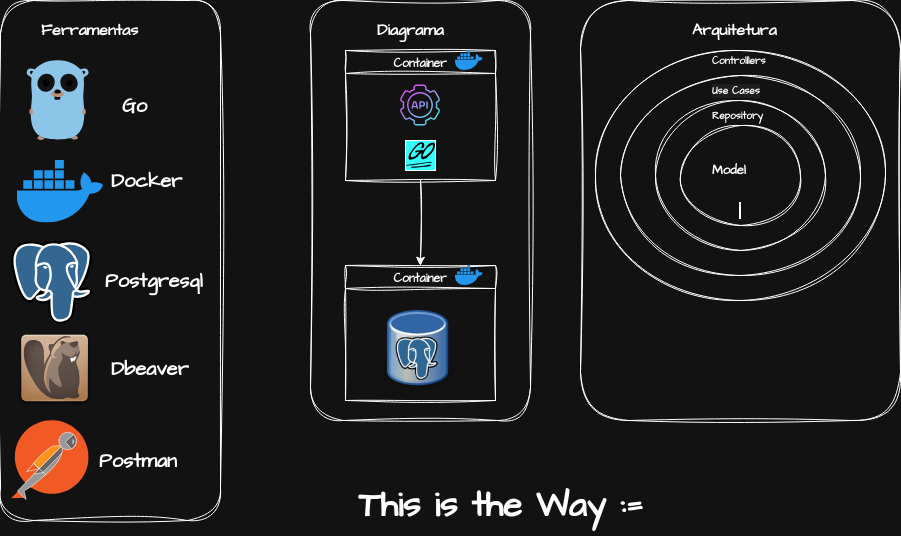 Ferramentas
Go
Docker
Postgresql
Dbeaver
Postman
Diagrama
Container
API
GO
Container
Arquitetura
Controllers
Use Cases
Repository
Model
This is the Way :=